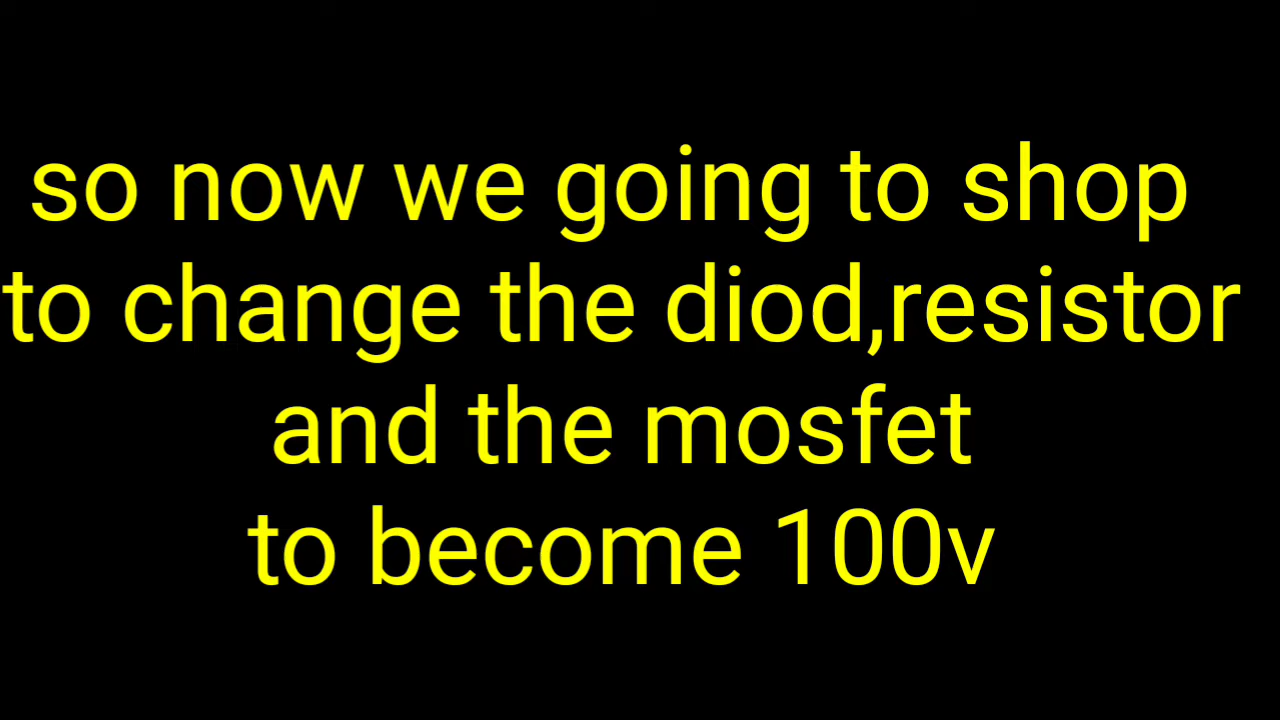 so now we going to shop
to change the diod,resistor
and the mosfet
to become 100v